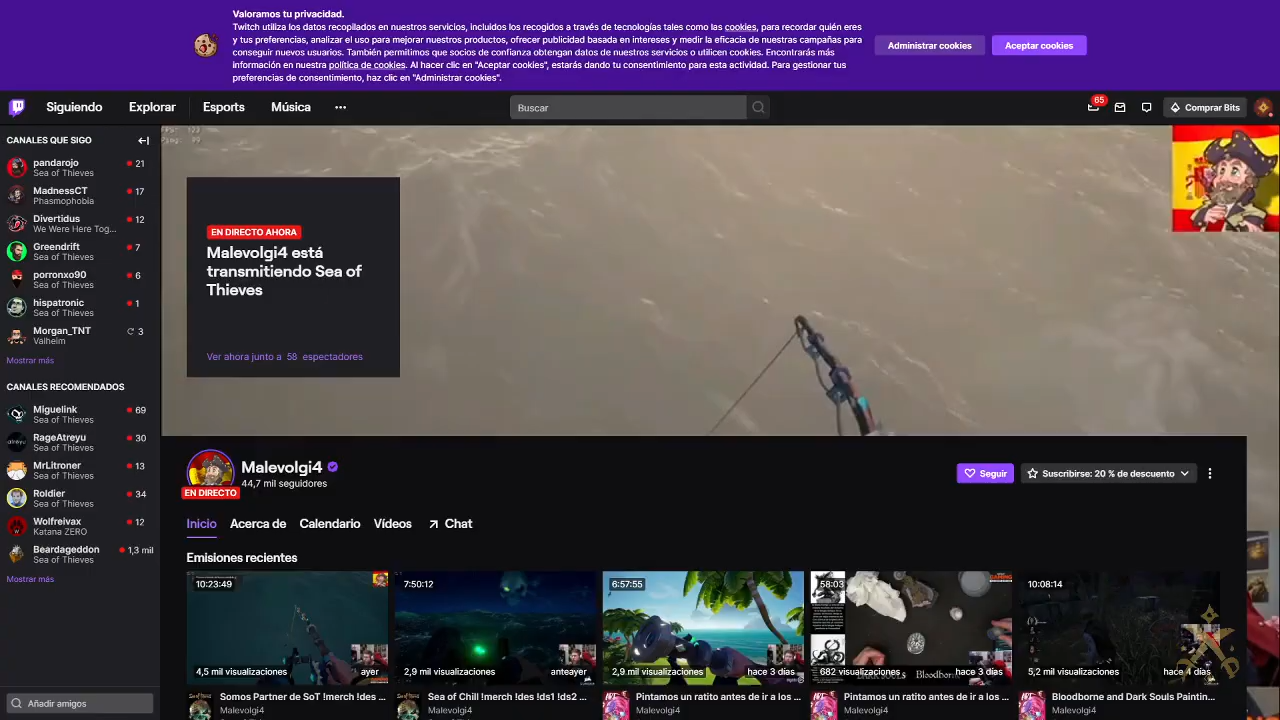 Valoramos tu privacidad.
Twitch utiliza los datos recopilados en nuestros servicios, incluidos los recogidos a través de tecnologías tales como las cookies, para recordar quién eres
y tus preferencias, analizar el uso para mejorar nuestros productos, ofrecer publicidad basada en intereses y medir la eficacia de nuestras campañas para
conseguir nuevos usuarios. También permitimos que socios de confianza obtengan datos de nuestros servicios o utilicen cookies. Encontrarás más
información en nuestra política de cookies. Al hacer clic en "Aceptar cookies", estarás dando tu consentimiento para esta actividad. Para gestionar tus
preferencias de consentimiento, haz clic en "Administrar cookies".
Administrar cookies
Aceptar cookies
Siguiendo
Explorar
Esports
Música
Buscar
65
Comprar Bits
CANALES QUE SIGO
pandarojo
21
Sea of Thieves
MadnessCT
17
Phasmophobia
Divertidus
12
We Were Here Tog...
Greendrift
7
Sea of Thieves
porronxo90
6
Sea of Thieves
hispatronic
1
Sea of Thieves
Morgan_TNT
3
Valheim
Mostrar más
CANALES RECOMENDADOS
Miguelink
69
Sea of Thieves
RageAtreyu
30
Sea of Thieves
MrLitroner
13
Sea of Thieves
Roldier
34
Sea of Thieves
Wolfreivax
12
Katana ZERO
Beardageddon
1,3 mil
Sea of Thieves
Mostrar más
Añadir amigos
EN DIRECTO AHORA
Malevolgi4 está
transmitiendo Sea of
Thieves
Ver ahora junto a 58 espectadores
Malevolgi4
44,7 mil seguidores
EN DIRECTO
Seguir
Suscribirse: 20 % de descuento
Inicio
Acerca de
Calendario
Vídeos
Chat
Emisiones recientes
10:23:49
4,5 mil visualizaciones
ayer
Somos Partner de SoT !merch !des ...
Malevolgi4
7:50:12
2,9 mil visualizaciones
anteayer
Sea of Chill !merch !des !ds1 !ds2 ...
Malevolgi4
6:57:55
2,9 mil visualizaciones
hace 3 días
Pintamos un ratito antes de ir a los ...
Malevolgi4
58:03
682 visualizaciones
hace 3 días
Pintamos un ratito antes de ir a los ...
Malevolgi4
10:08:14
5,2 mil visualizaciones
hace 4 días
Bloodborne and Dark Souls Paintin...
Malevolgi4